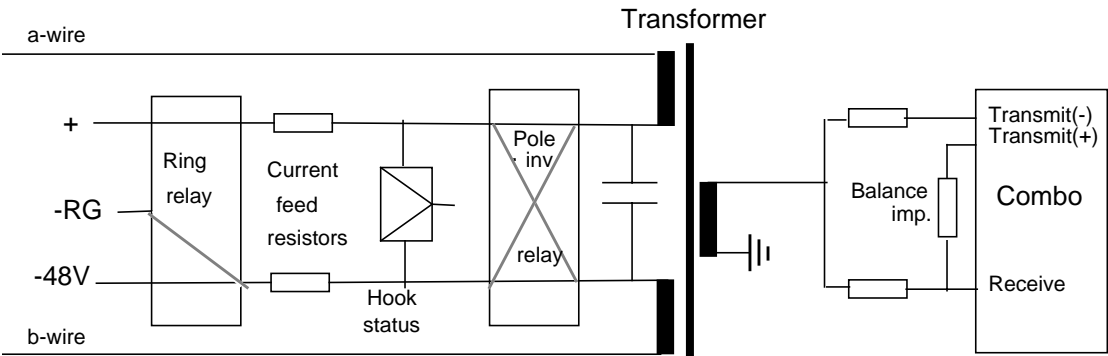 Transformer
a-wire
+
-RG
-48V
b-wire
Ring
relay
Current
feed
resistors
Hook
status
Pole
inv
relay
Balance
imp.
Transmit(-)
Transmit(+)
Combo
Receive